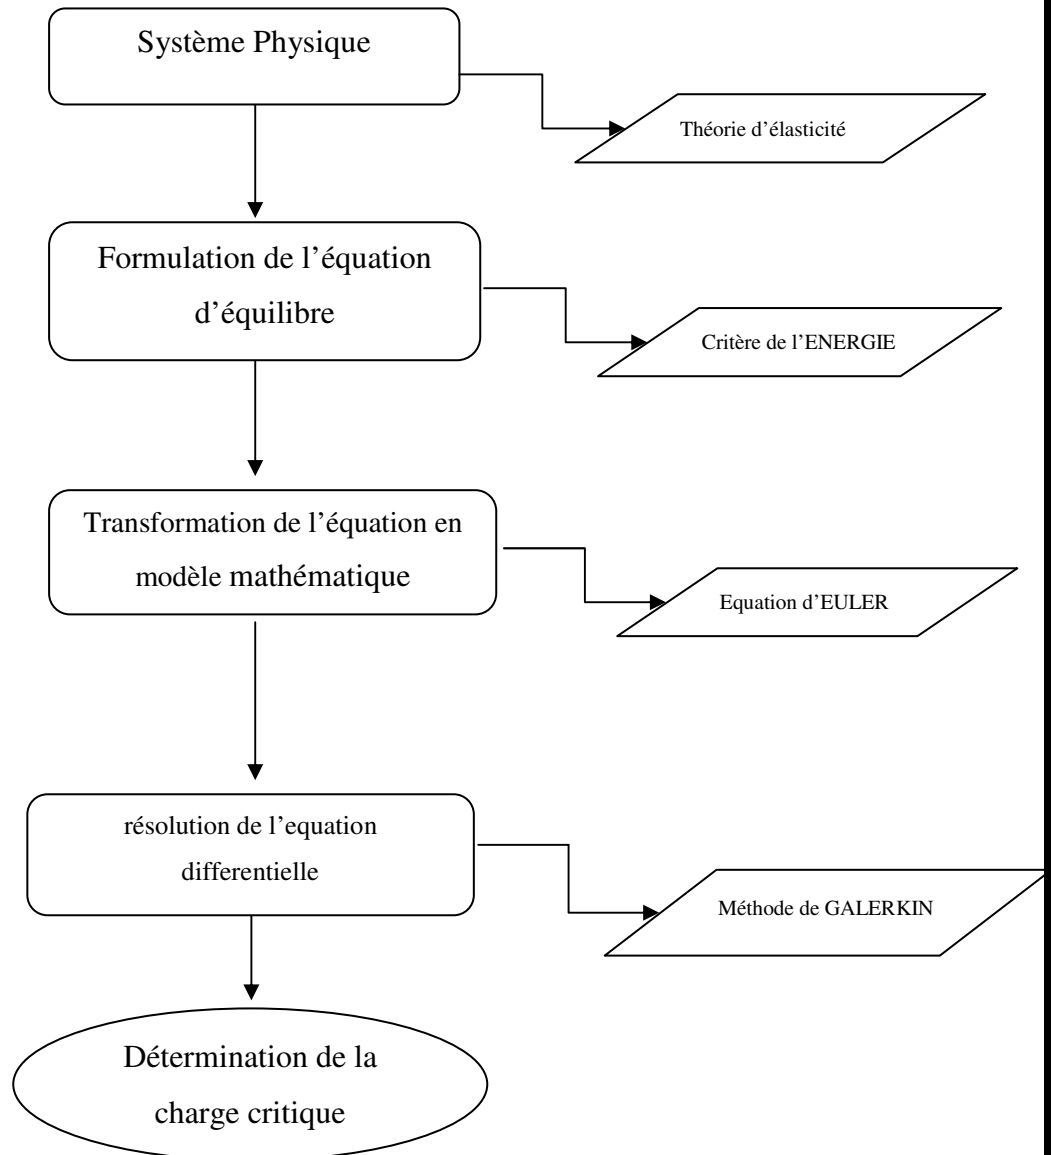 Système Physique
Théorie d’élasticité
Formulation de l’équation
d’équilibre
Critère de l’ENERGIE
Transformation de l’équation en
modèle mathématique
Equation d’EULER
résolution de l’equation
differentielle
Méthode de GALERKIN
Détermination de la
charge critique